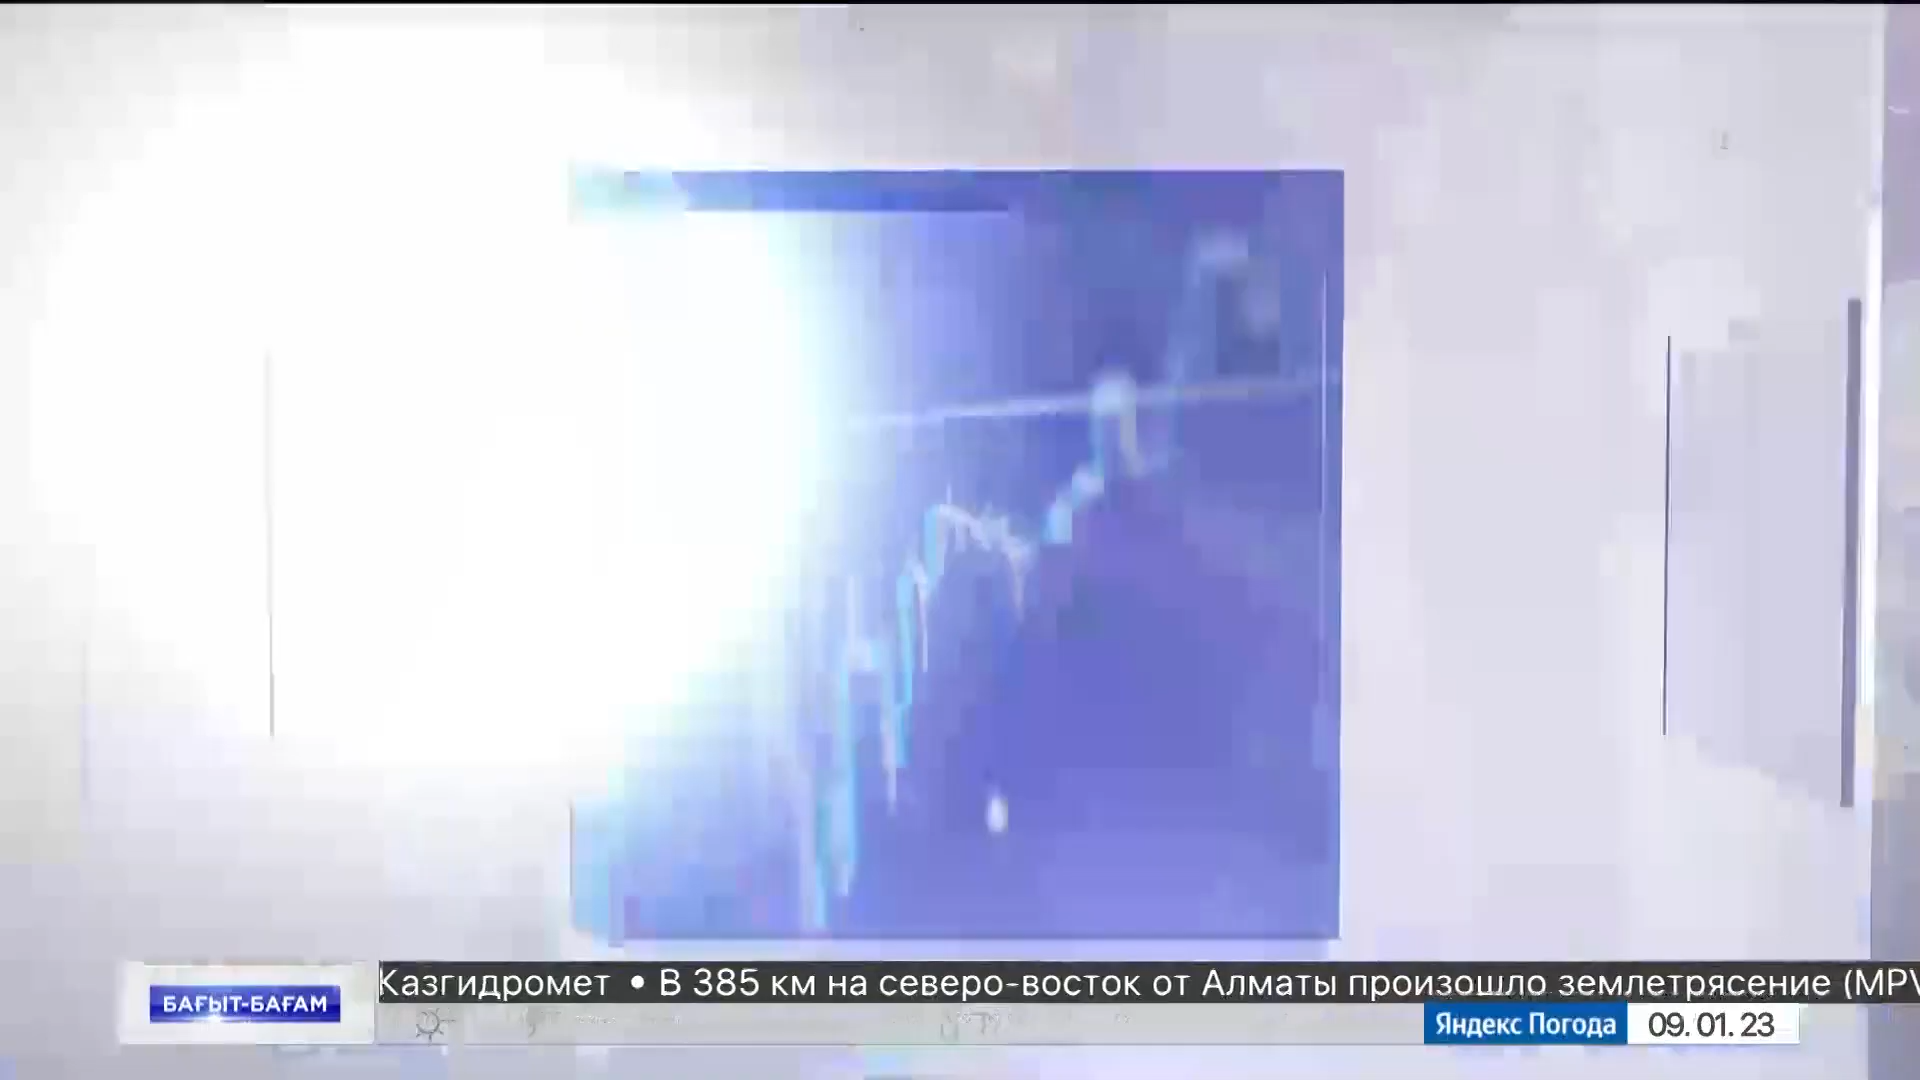 Казгидромет • В 385 км на северо-восток от Алматы произошло землетрясение (MPV
БАҒЫТ-БАҒАМ
Яндекс Погода 09.01.23